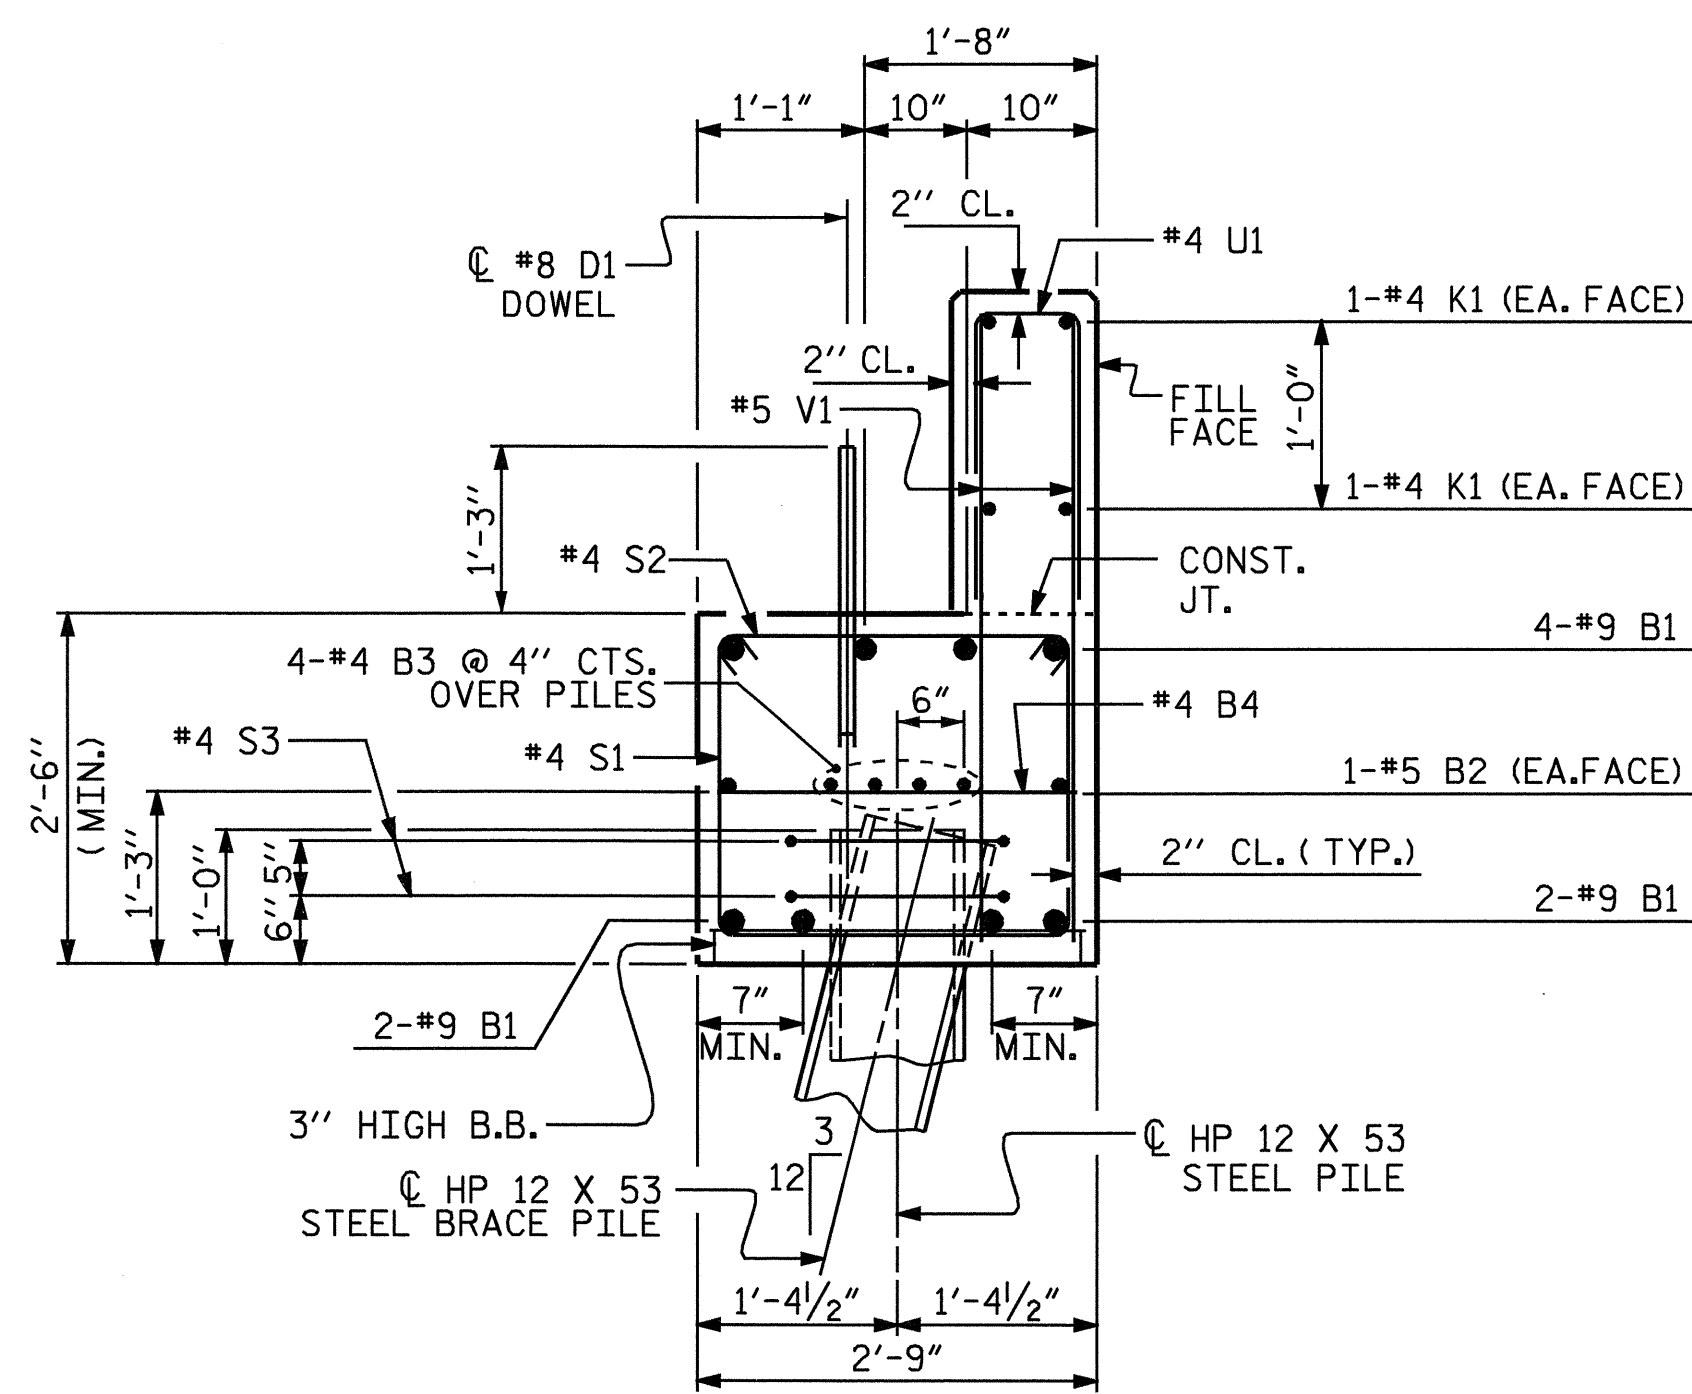 1'-8"
1'-1"
10"
10"
2" CL.
#4 U1
℄ #8 D1
DOWEL
1-#4 K1 (EA. FACE)
2" CL.
#5 V1
FILL
FACE
1'-0"
1'-3"
1-#4 K1 (EA. FACE)
#4 S2
CONST.
JT.
4-#9 B1
4-#4 B3 @ 4" CTS.
OVER PILES
6"
#4 B4
#4 S3
#4 S1
2'-6"
(MIN.)
1-#5 B2 (EA.FACE)
1'-3"
1'-0"
5"
6"
2" CL. (TYP.)
2-#9 B1
7"
MIN.
7"
MIN.
2-#9 B1
3" HIGH B.B.
3
12
℄ HP 12 X 53
STEEL PILE
℄ HP 12 X 53
STEEL BRACE PILE
1'-4 1/2"
1'-4 1/2"
2'-9"